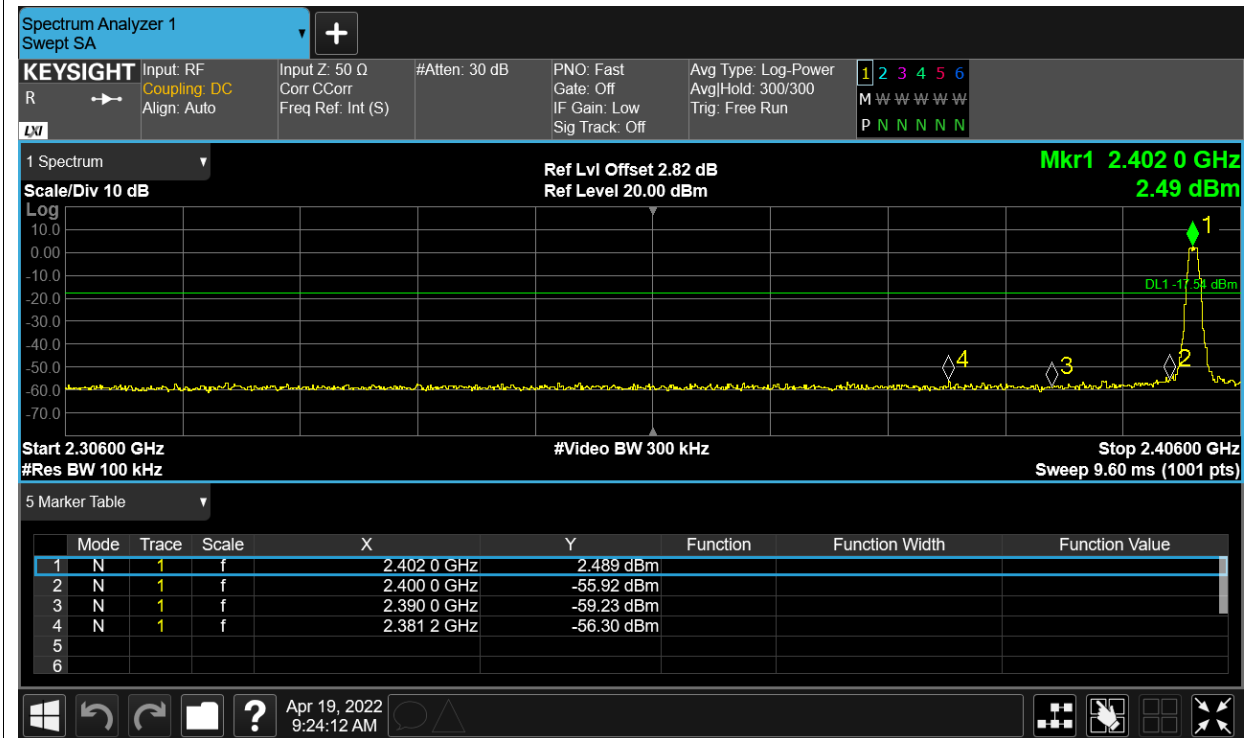 Spectrum Analyzer 1
Swept SA
+
KEYSIGHT Input: RF Input Z: 50 Ω #Atten: 30 dB PNO: Fast Avg Type: Log-Power 1 2 3 4 5 6
R Coupling: DC Corr CCorr Gate: Off Avg|Hold: 300/300 M W W W W W W
Align: Auto Freq Ref: Int (S) IF Gain: Low Trig: Free Run
LXI Sig Track: Off P N N N N N N
1 Spectrum Ref Lvl Offset 2.82 dB Mkr1 2.402 0 GHz
Scale/Div 10 dB Ref Level 20.00 dBm 2.49 dBm
Log
10.0 1
0.00
-10.0
DL1 -17.54 dBm
-20.0
-30.0
-40.0
4 3 2
-50.0
-60.0
-70.0
Start 2.30600 GHz #Video BW 300 kHz Stop 2.40600 GHz
#Res BW 100 kHz Sweep 9.60 ms (1001 pts)
5 Marker Table
Mode Trace Scale X Y Function Function Width Function Value
1 N 1 f 2.402 0 GHz 2.489 dBm
2 N 1 f 2.400 0 GHz -55.92 dBm
3 N 1 f 2.390 0 GHz -59.23 dBm
4 N 1 f 2.381 2 GHz -56.30 dBm
5
6
? Apr 19, 2022
9:24:12 AM